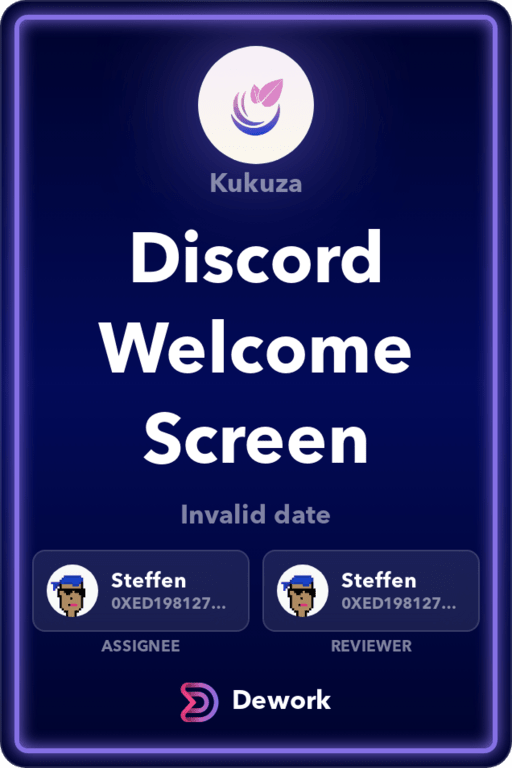 Kukuza
Discord
Welcome
Screen
Invalid date
Steffen
0XED198127...
ASSIGNEE
Steffen
0XED198127...
REVIEWER
Dework